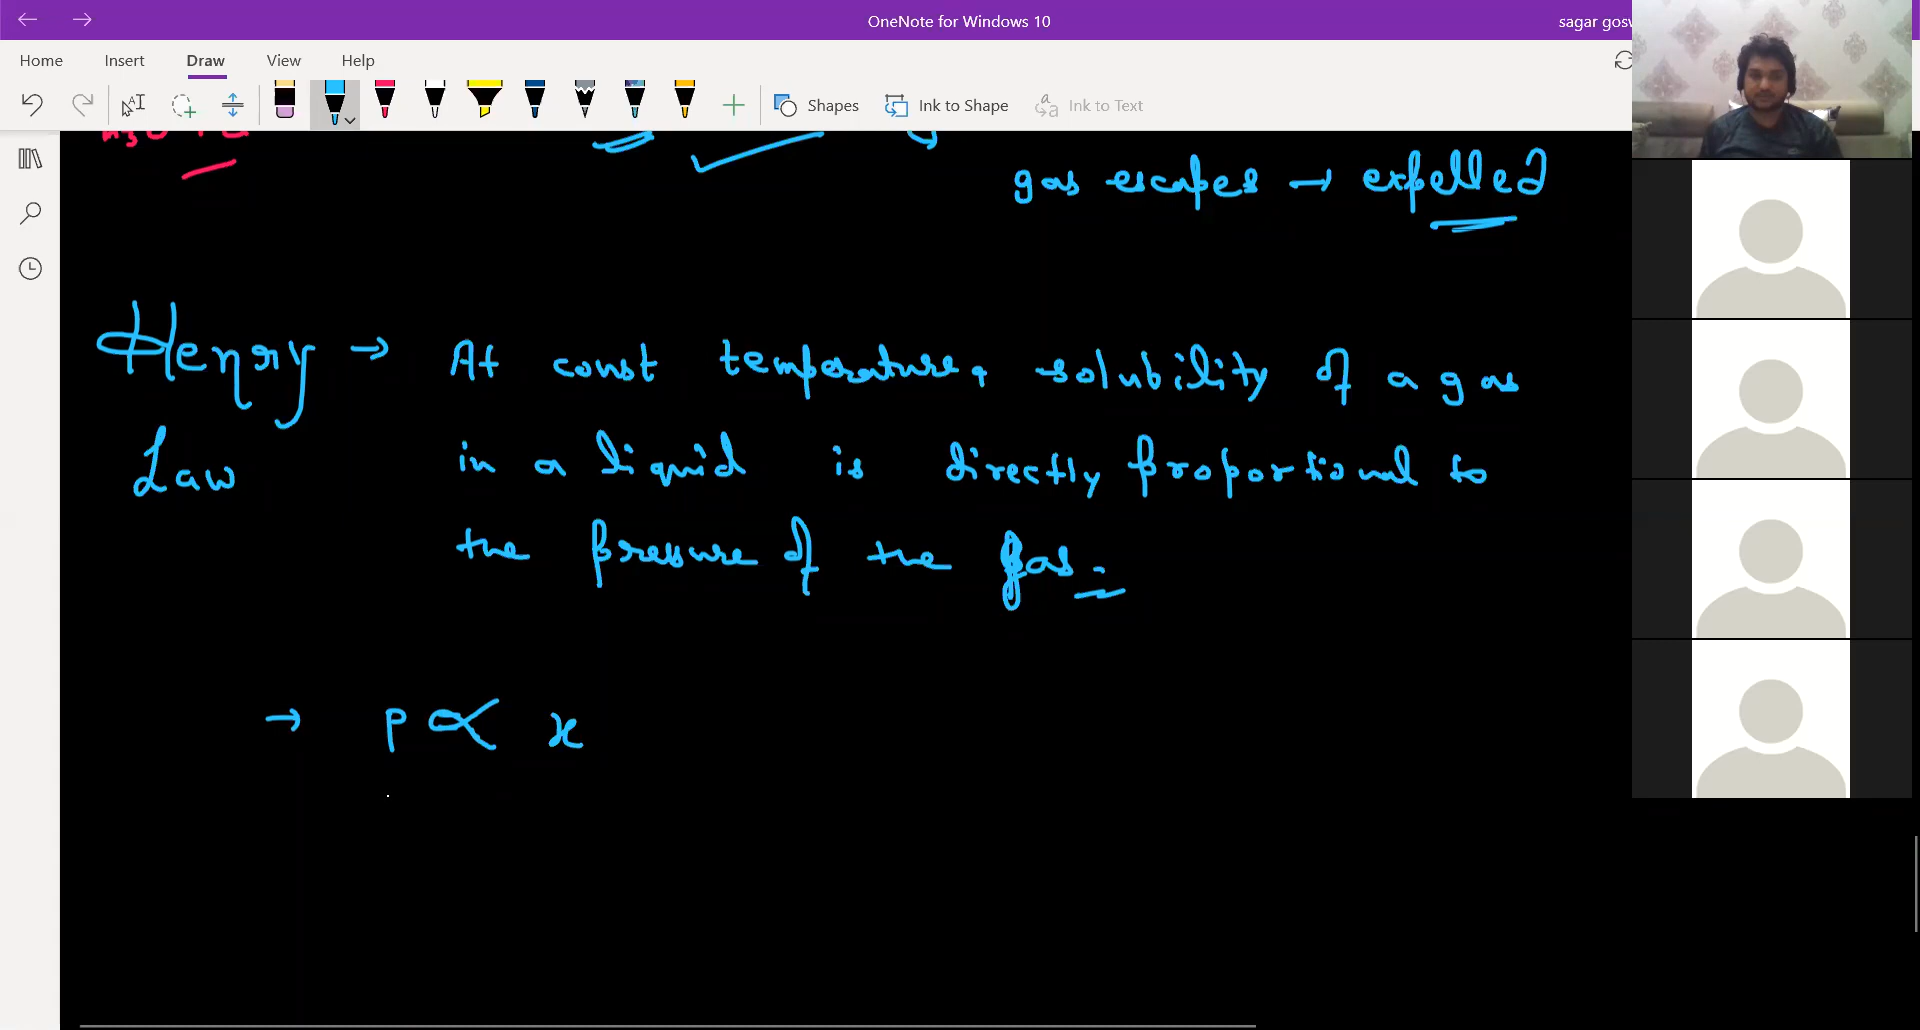 OneNote for Windows 10
sagar gosw
Home Insert Draw View Help
Shapes Ink to Shape Ink to Text
gas escapes → expelled
Henry → At const temperature, solubility of a gas
Law in a liquid is directly proportional to
the pressure of the gas.
→ p ∝ x